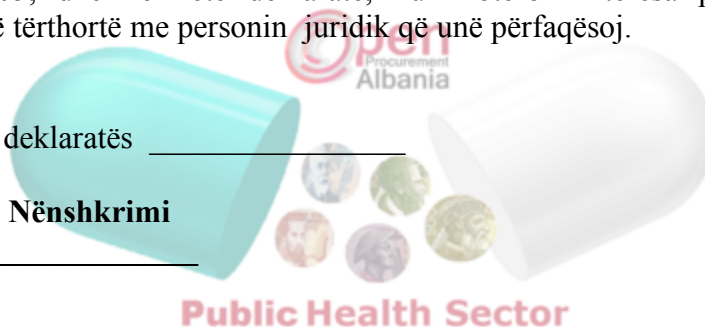 të tërthortë me personin juridik që unë përfaqësoj.
Open
Procurement
Albania
deklaratës
Nënshkrimi
Public Health Sector